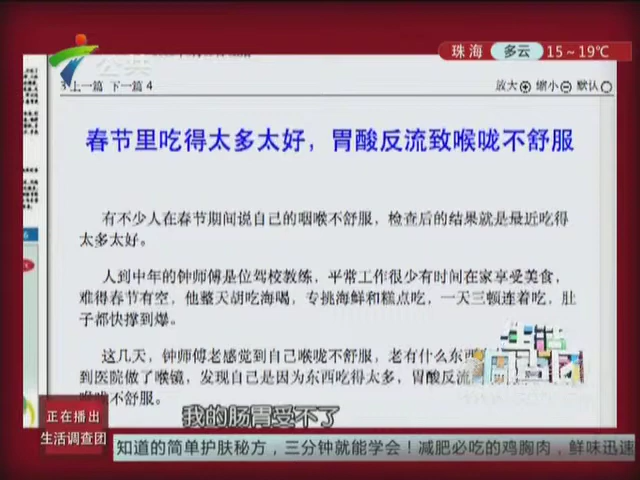 公共
珠海 多云 15~19℃
3上一篇 下一篇4
放大 缩小 默认
春节里吃得太多太好，胃酸反流致喉咙不舒服
有不少人在春节期间说自己的咽喉不舒服，检查后的结果就是最近吃得
太多太好。
人到中年的钟师傅是位驾校教练，平常工作很少有时间在家享受美食，
难得春节有空，他整天胡吃海喝，专挑海鲜和糕点吃，一天三顿连着吃，肚
子都快撑到爆。
这几天，钟师傅老感觉到自己喉咙不舒服，老有什么东西
到医院做了喉镜，发现自己是因为东西吃得太多，胃酸反流
喉咙不舒服。
我的肠胃受不了
正在播出
生活调查团
知道的简单护肤秘方，三分钟就能学会！减肥必吃的鸡胸肉，鲜味迅速